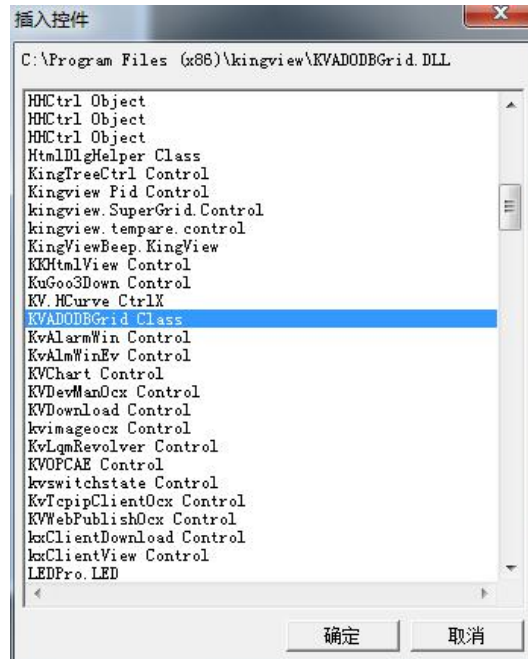 插入控件
C:\Program Files (x86)\kingview\KVADODBGrid.DLL
HHCtrl Object
HHCtrl Object
HHCtrl Object
HtmlDlgHelper Class
KingTreeCtrl Control
Kingview Pid Control
kingview.SuperGrid.Control
kingview.tempare.control
KingViewBeep.KingView
KKHtmlView Control
KuGoo3Down Control
KV.HCurve CtrlX
KVADODBGrid Class
KvAlarmWin Control
KvAlmWinEv Control
KVChart Control
KVDevManOcx Control
KVDownload Control
kvimageocx Control
KvLqmRevolver Control
KVOPCAE Control
kvswitchstate Control
KvTcpipClientOcx Control
KVWebPublishOcx Control
kxClientDownload Control
kxClientView Control
LEDPro.LED
确定 取消